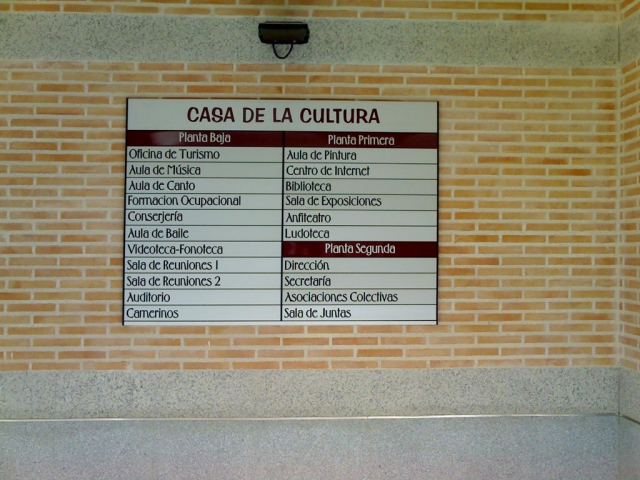 CASA DE LA CULTURA
Planta Baja
Oficina de Turismo
Aula de Música
Aula de Canto
Formacion Ocupacional
Conserjería
Aula de Baile
Videoteca-Fonoteca
Sala de Reuniones 1
Sala de Reuniones 2
Auditorio
Camerinos
Planta Primera
Aula de Pintura
Centro de Internet
Biblioteca
Sala de Exposiciones
Anfiteatro
Ludoteca
Planta Segunda
Dirección
Secretaría
Asociaciones Colectivas
Sala de Juntas